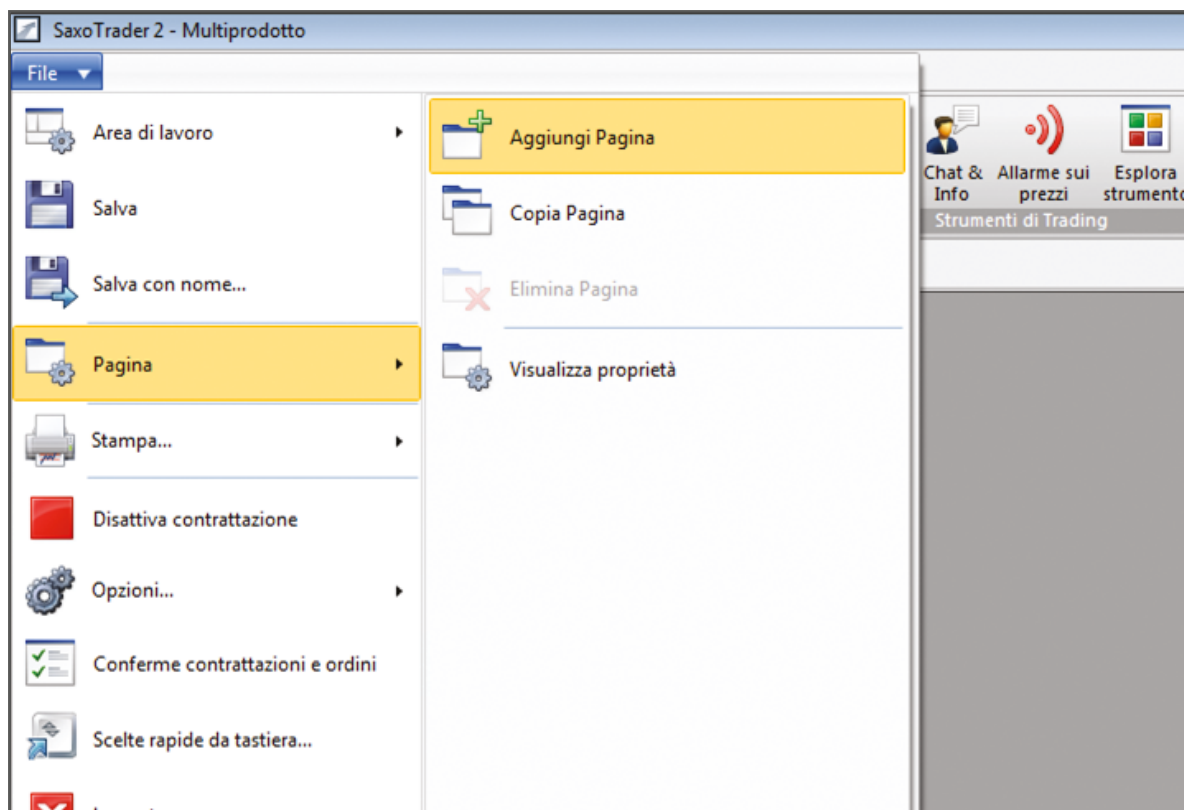 SaxoTrader 2 - Multiprodotto
File
Area di lavoro
Salva
Salva con nome...
Pagina
Stampa...
Disattiva contrattazione
Opzioni...
Conferme contrattazioni e ordini
Scelte rapide da tastiera...
Aggiungi Pagina
Copia Pagina
Elimina Pagina
Visualizza proprietà
Chat & Allarme sui Esplora
Info prezzi strumento
Strumenti di Trading